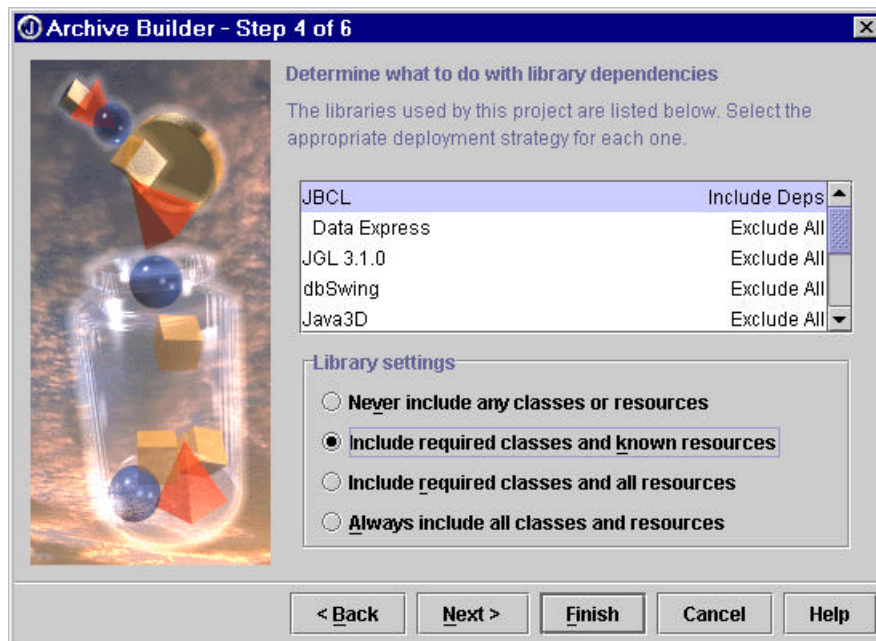 Archive Builder - Step 4 of 6
Determine what to do with library dependencies
The libraries used by this project are listed below. Select the
appropriate deployment strategy for each one.
JBCL Include Deps
Data Express Exclude All
JGL 3.1.0 Exclude All
dbSwing Exclude All
Java3D Exclude All
Library settings
Never include any classes or resources
Include required classes and known resources
Include required classes and all resources
Always include all classes and resources
< Back Next > Finish Cancel Help